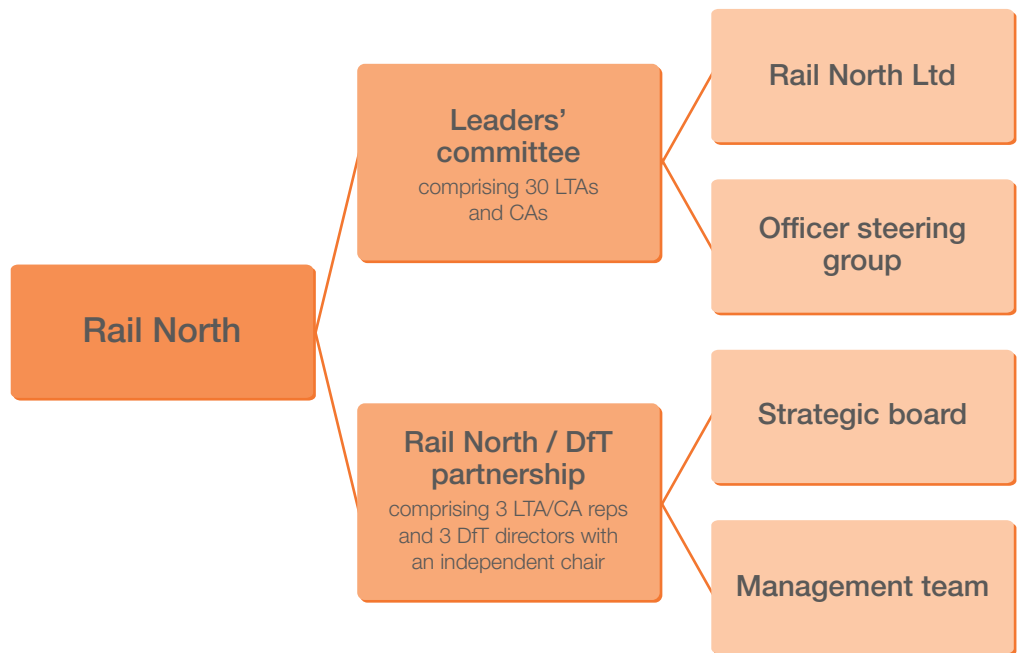 Rail North
Leaders’
committee
comprising 30 LTAs
and CAs
Rail North Ltd
Officer steering
group
Rail North / DfT
partnership
comprising 3 LTA/CA reps
and 3 DfT directors with
an independent chair
Strategic board
Management team